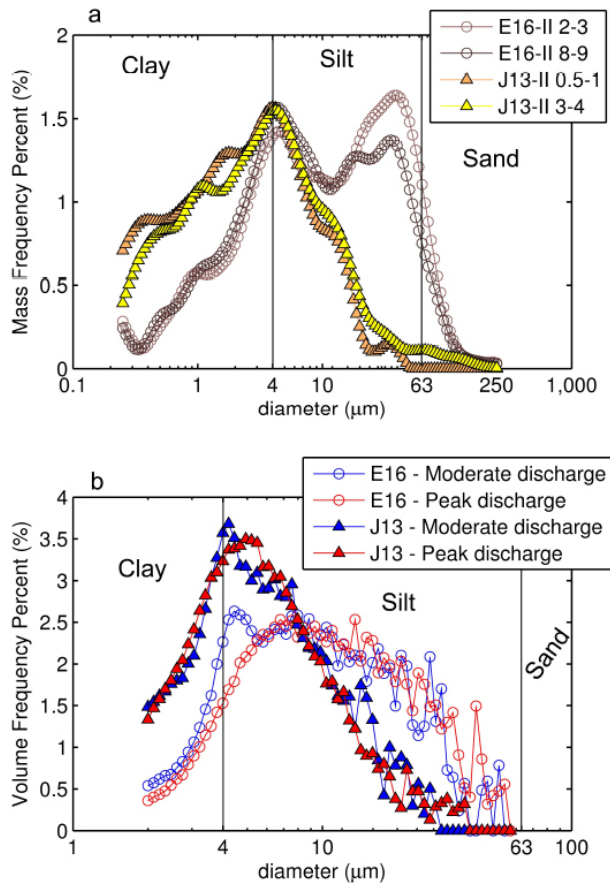 a
E16-II 2-3
E16-II 8-9
J13-II 0.5-1
J13-II 3-4
Clay
Silt
Sand
Mass Frequency Percent (%)
2
1.5
1
0.5
0
0.1
1
4
10
63
250
1,000
diameter (μm)
b
E16 - Moderate discharge
E16 - Peak discharge
J13 - Moderate discharge
J13 - Peak discharge
Clay
Silt
Sand
Volume Frequency Percent (%)
4
3.5
3
2.5
2
1.5
1
0.5
0
1
4
10
63
100
diameter (μm)